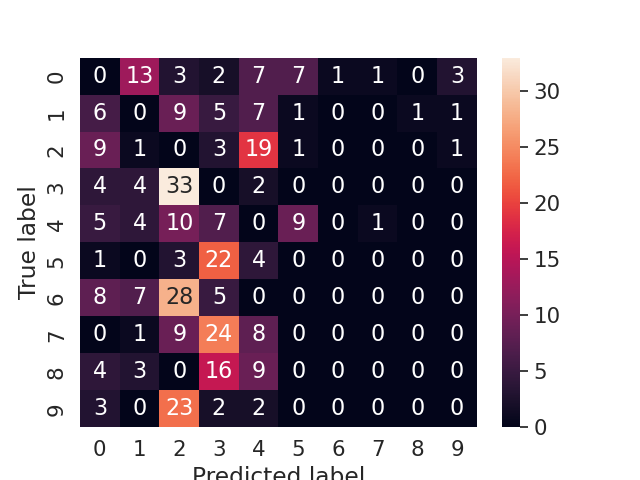 0 0 13 3 2 7 7 1 1 0 3
1 6 0 9 5 7 1 0 0 1 1
2 9 1 0 3 19 1 0 0 0 1
3 4 4 33 0 2 0 0 0 0 0
4 5 4 10 7 0 9 0 1 0 0
5 1 0 3 22 4 0 0 0 0 0
6 8 7 28 5 0 0 0 0 0 0
7 0 1 9 24 8 0 0 0 0 0
8 4 3 0 16 9 0 0 0 0 0
9 3 0 23 2 2 0 0 0 0 0
0 1 2 3 4 5 6 7 8 9
Predicted label
True label
30
25
20
15
10
5
0